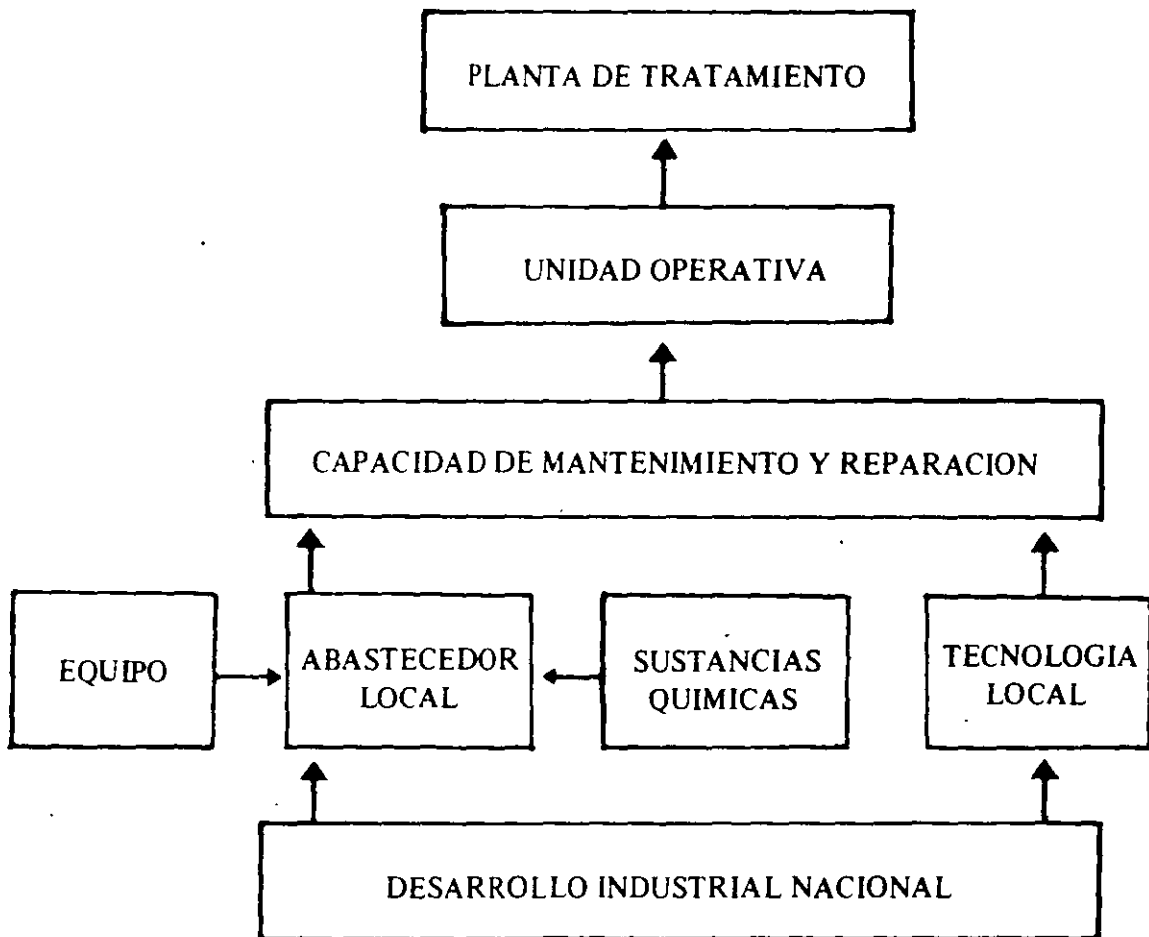 PLANTA DE TRATAMIENTO
UNIDAD OPERATIVA
CAPACIDAD DE MANTENIMIENTO Y REPARACION
EQUIPO
ABASTECEDOR
LOCAL
SUSTANCIAS
QUIMICAS
TECNOLOGIA
LOCAL
DESARROLLO INDUSTRIAL NACIONAL